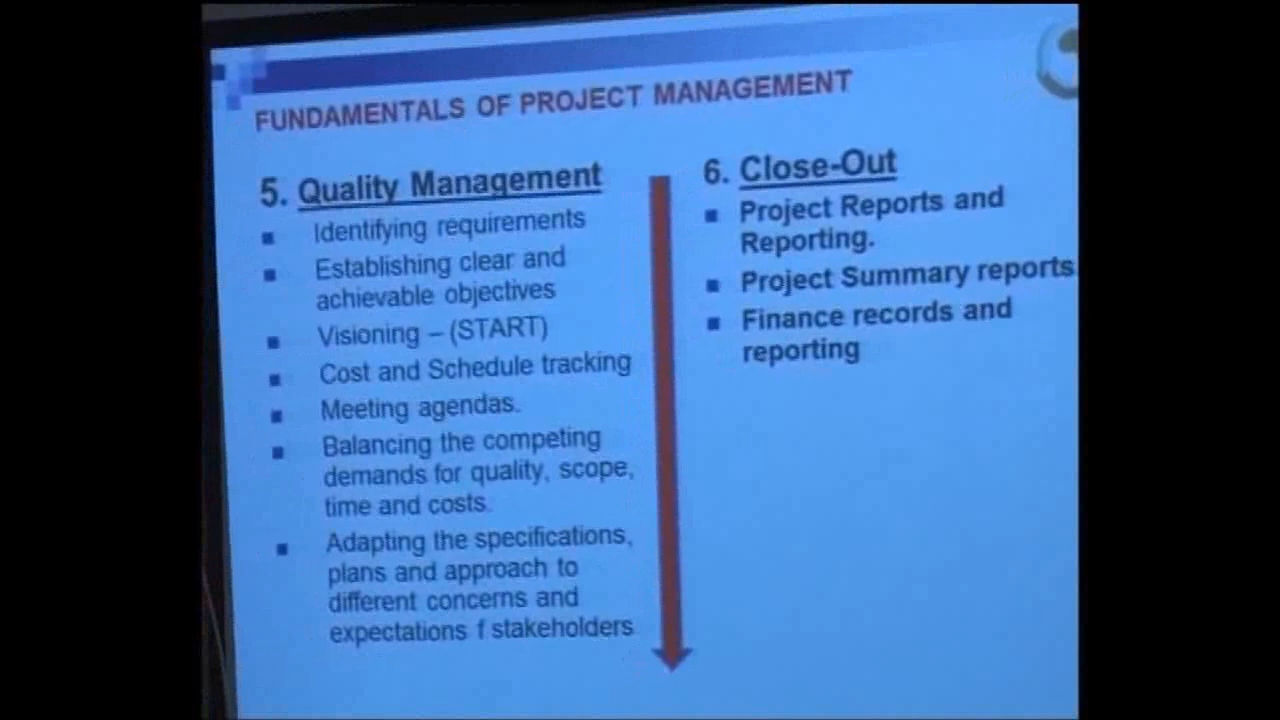 FUNDAMENTALS OF PROJECT MANAGEMENT
5. Quality Management
Identifying requirements
Establishing clear and
achievable objectives
Visioning – (START)
Cost and Schedule tracking
Meeting agendas.
Balancing the competing
demands for quality, scope,
time and costs.
Adapting the specifications,
plans and approach to
different concerns and
expectations f stakeholders
6. Close-Out
Project Reports and
Reporting.
Project Summary reports
Finance records and
reporting